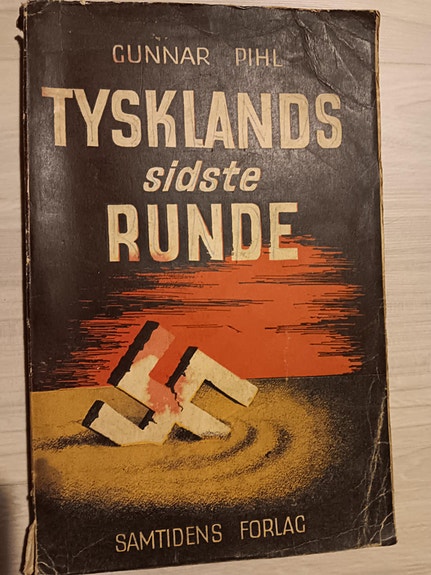 GUNNAR PIHL
TYSKLANDS
sidste
RUNDE
SAMTIDENS FORLAG